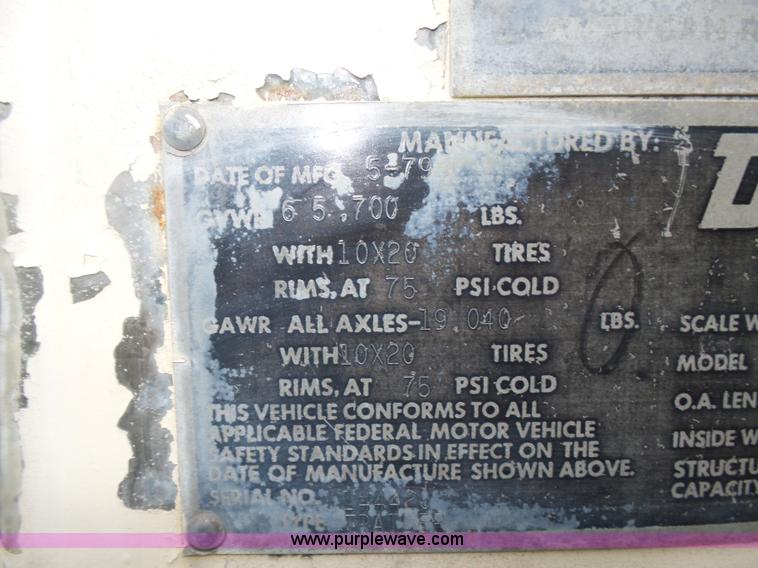 MANUFACTURED BY:
DATE OF MFG 5-79
GVWR 65,700 LBS.
WITH 10X20 TIRES
RIMS, AT 75 PSI COLD
GAWR ALL AXLES-19 040 LBS. SCALE W
WITH 10X20 TIRES MODEL
RIMS, AT 75 PSI COLD O.A. LEN
THIS VEHICLE CONFORMS TO ALL
APPLICABLE FEDERAL MOTOR VEHICLE INSIDE W
SAFETY STANDARDS IN EFFECT ON THE
DATE OF MANUFACTURE SHOWN ABOVE. STRUCTU
SERIAL NO. CAPACITY
TYPE
www.purplewave.com